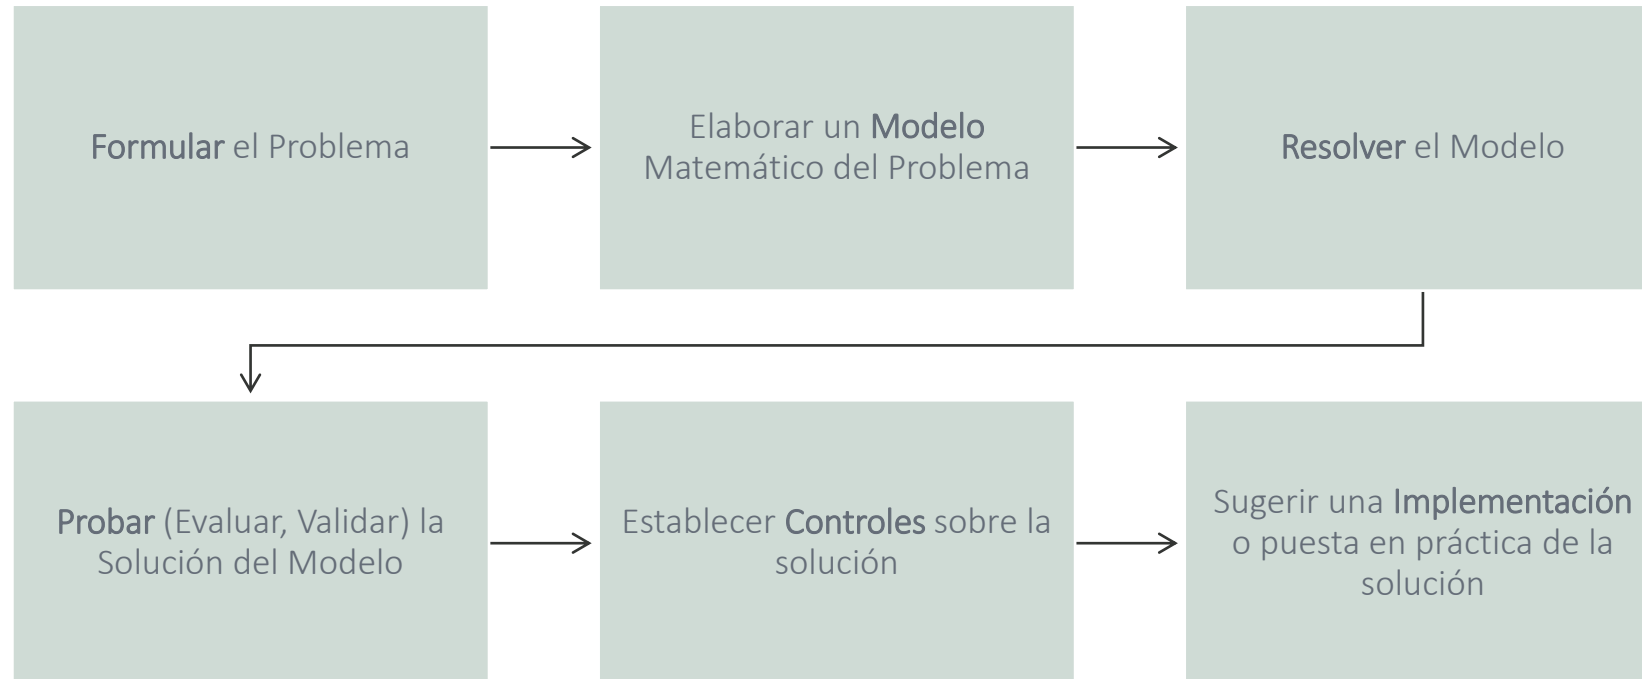 Formular el Problema
Elaborar un Modelo
Matemático del Problema
Resolver el Modelo
Probar (Evaluar, Validar) la
Solución del Modelo
Establecer Controles sobre la
solución
Sugerir una Implementación
o puesta en práctica de la
solución